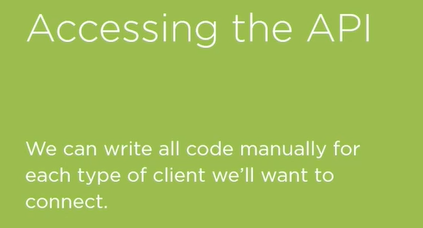 Accessing the API
We can write all code manually for
each type of client we’ll want to
connect.